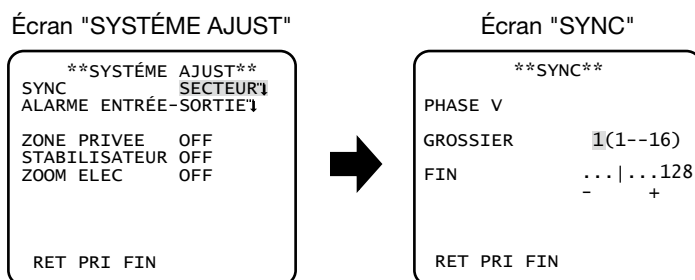 Écran "SYSTÉME AJUST"
**SYSTÉME AJUST**
SYNC SECTEUR
ALARME ENTRÉE-SORTIE
ZONE PRIVEE OFF
STABILISATEUR OFF
ZOOM ELEC OFF
RET PRI FIN
Écran "SYNC"
**SYNC**
PHASE V
GROSSIER 1(1--16)
FIN ...|...128
- +
RET PRI FIN